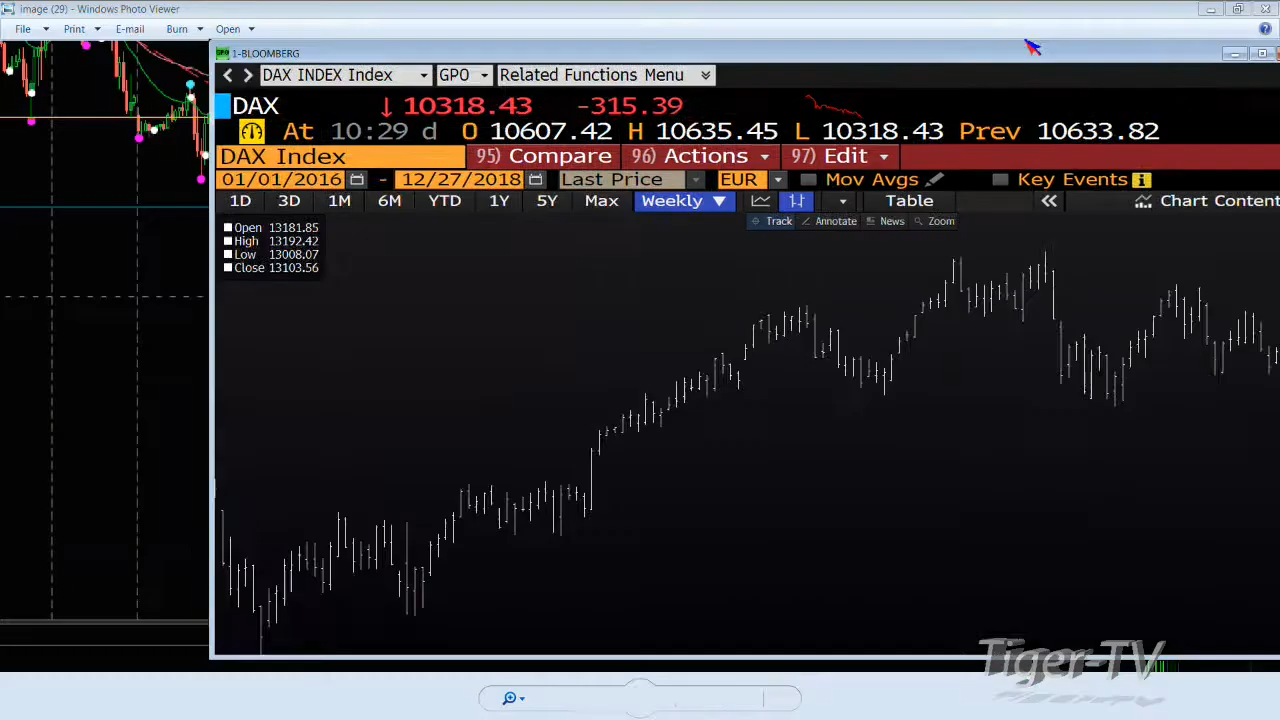 image (29) - Windows Photo Viewer
File Print E-mail Burn Open
1-BLOOMBERG
DAX INDEX Index GPO Related Functions Menu
DAX ↓ 10318.43 -315.39
At 10:29 d O 10607.42 H 10635.45 L 10318.43 Prev 10633.82
DAX Index 95) Compare 96) Actions 97) Edit
01/01/2016 - 12/27/2018 Last Price EUR Mov Avgs Key Events
1D 3D 1M 6M YTD 1Y 5Y Max Weekly ▼ Table « Chart Content
Track Annotate News Zoom
Open 13181.85
High 13192.42
Low 13008.07
Close 13103.56
Tiger-TV